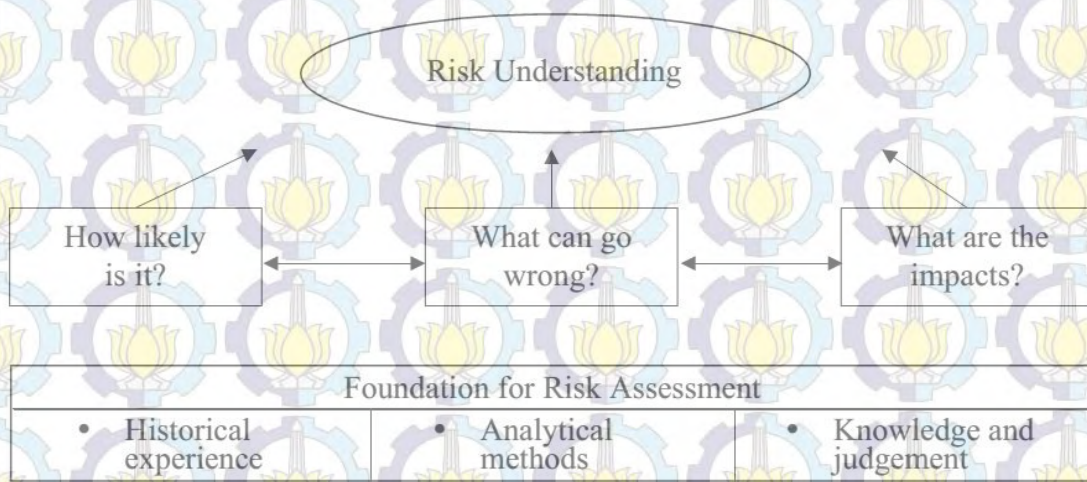 Risk Understanding
How likely
is it?
What can go
wrong?
What are the
impacts?
Foundation for Risk Assessment
• Historical
experience
• Analytical
methods
• Knowledge and
judgement